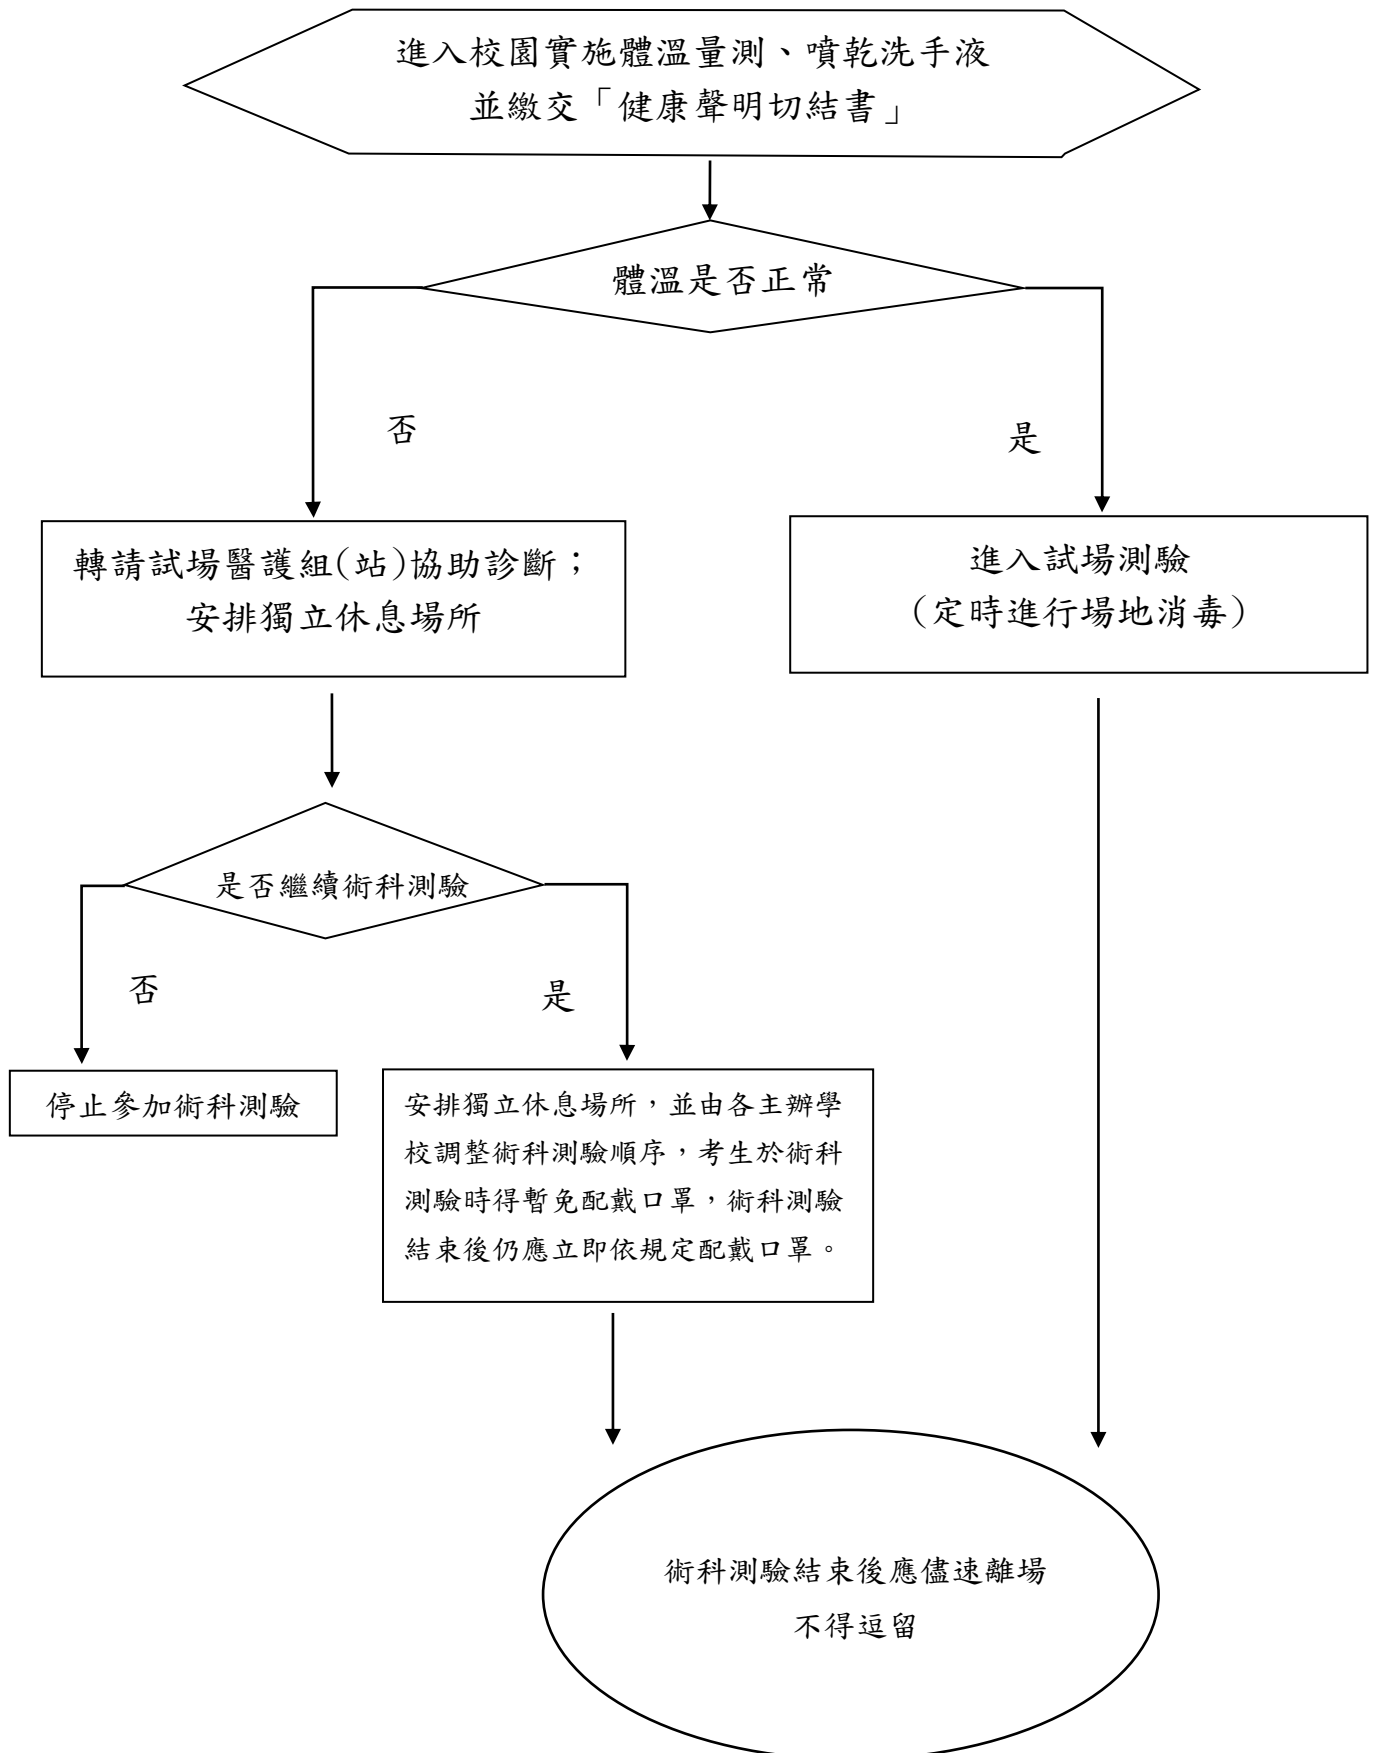 進入校園實施體溫量測、噴乾洗手液
並繳交「健康聲明切結書」
體溫是否正常
否
是
轉請試場醫護組(站)協助診斷；
安排獨立休息場所
進入試場測驗
(定時進行場地消毒)
是否繼續術科測驗
否
是
停止參加術科測驗
安排獨立休息場所，並由各主辦學
校調整術科測驗順序，考生於術科
測驗時得暫免配戴口罩，術科測驗
結束後仍應立即依規定配戴口罩。
術科測驗結束後應儘速離場
不得逗留